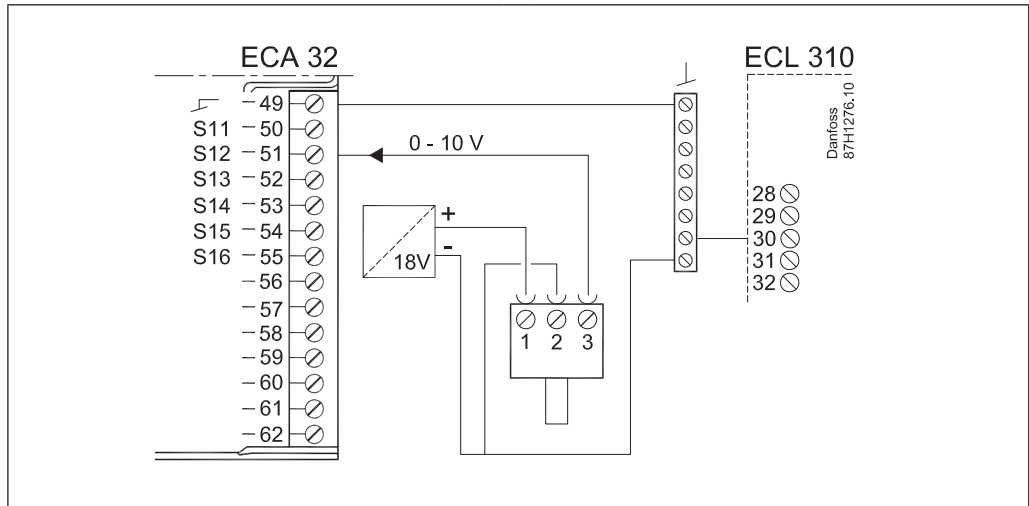 ECA 32
ECL 310
49
S11 50
S12 51
S13 52
S14 53
S15 54
S16 55
56
57
58
59
60
61
62
0 - 10 V
+
-
18V
1 2 3
28
29
30
31
32
Danfoss
87H1276.10